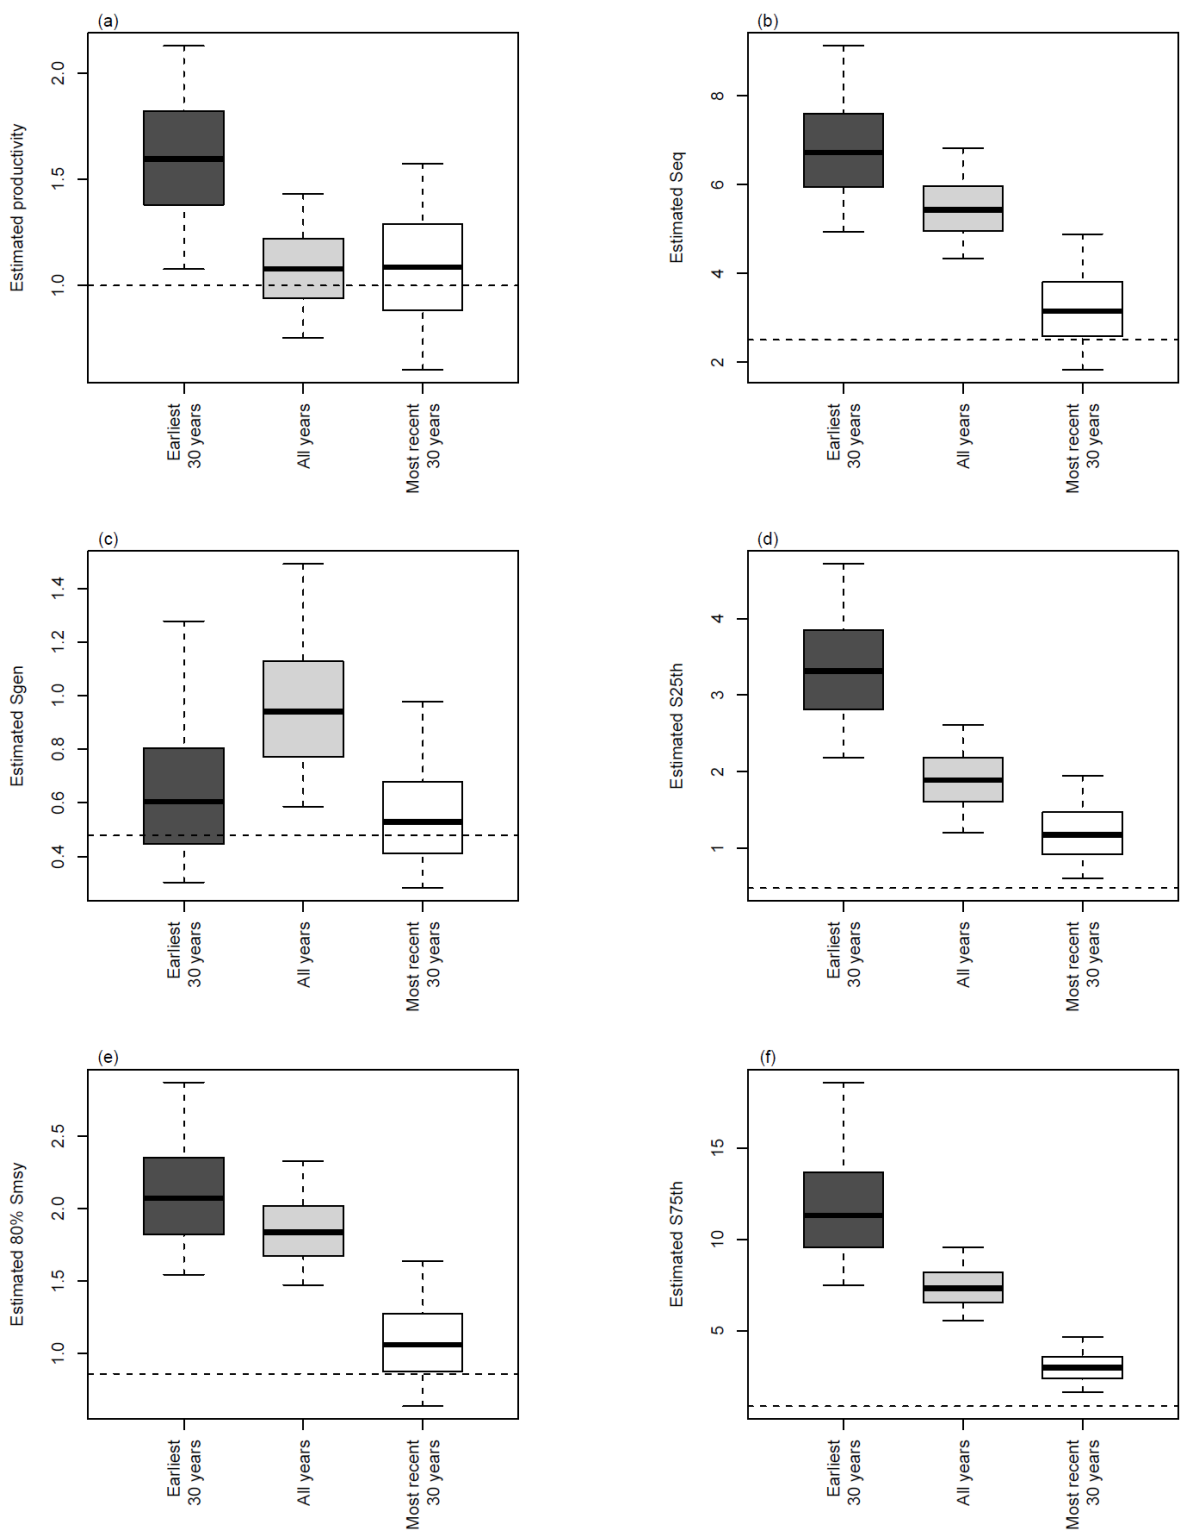 (a)
Estimated productivity
2.0
1.5
1.0
Earliest
30 years
All years
Most recent
30 years
(b)
Estimated Seq
8
6
4
2
Earliest
30 years
All years
Most recent
30 years
(c)
Estimated Sgen
1.4
1.2
1.0
0.8
0.6
0.4
Earliest
30 years
All years
Most recent
30 years
(d)
Estimated S25th
4
3
2
1
Earliest
30 years
All years
Most recent
30 years
(e)
Estimated 80% Smsy
2.5
2.0
1.5
1.0
Earliest
30 years
All years
Most recent
30 years
(f)
Estimated S75th
15
10
5
Earliest
30 years
All years
Most recent
30 years